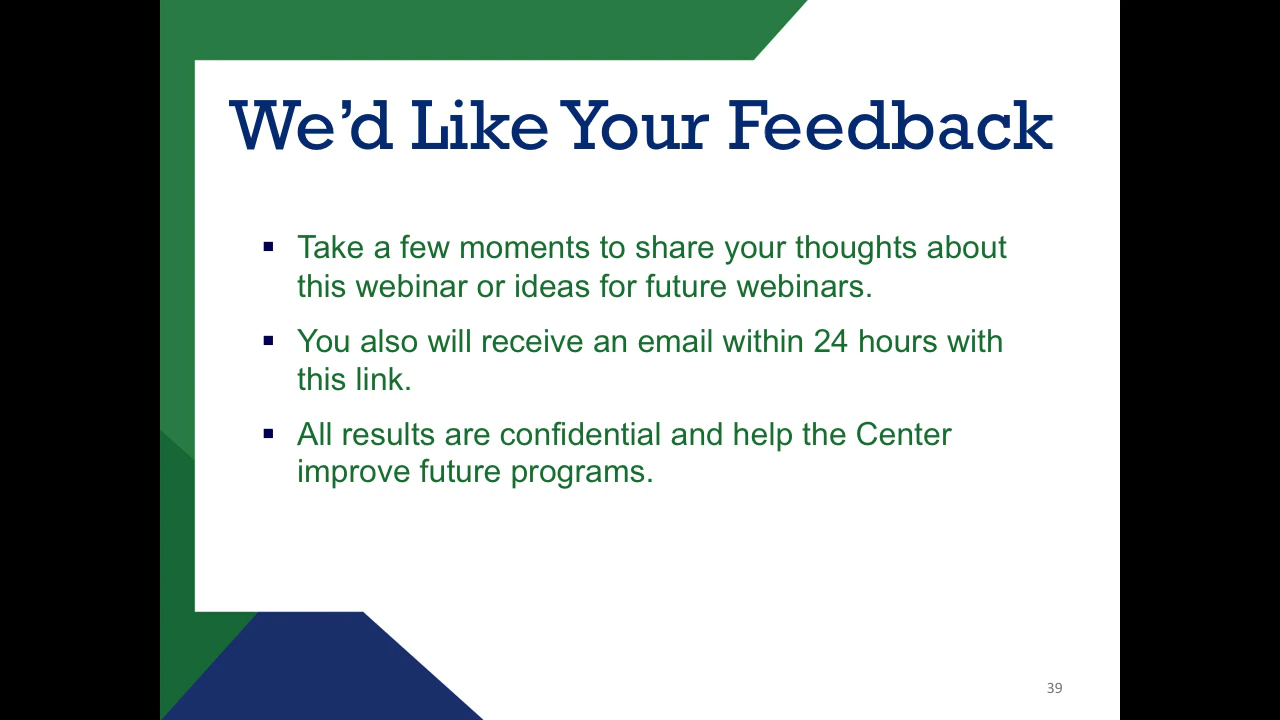 We’d Like Your Feedback
▪ Take a few moments to share your thoughts about
this webinar or ideas for future webinars.
▪ You also will receive an email within 24 hours with
this link.
▪ All results are confidential and help the Center
improve future programs.
39